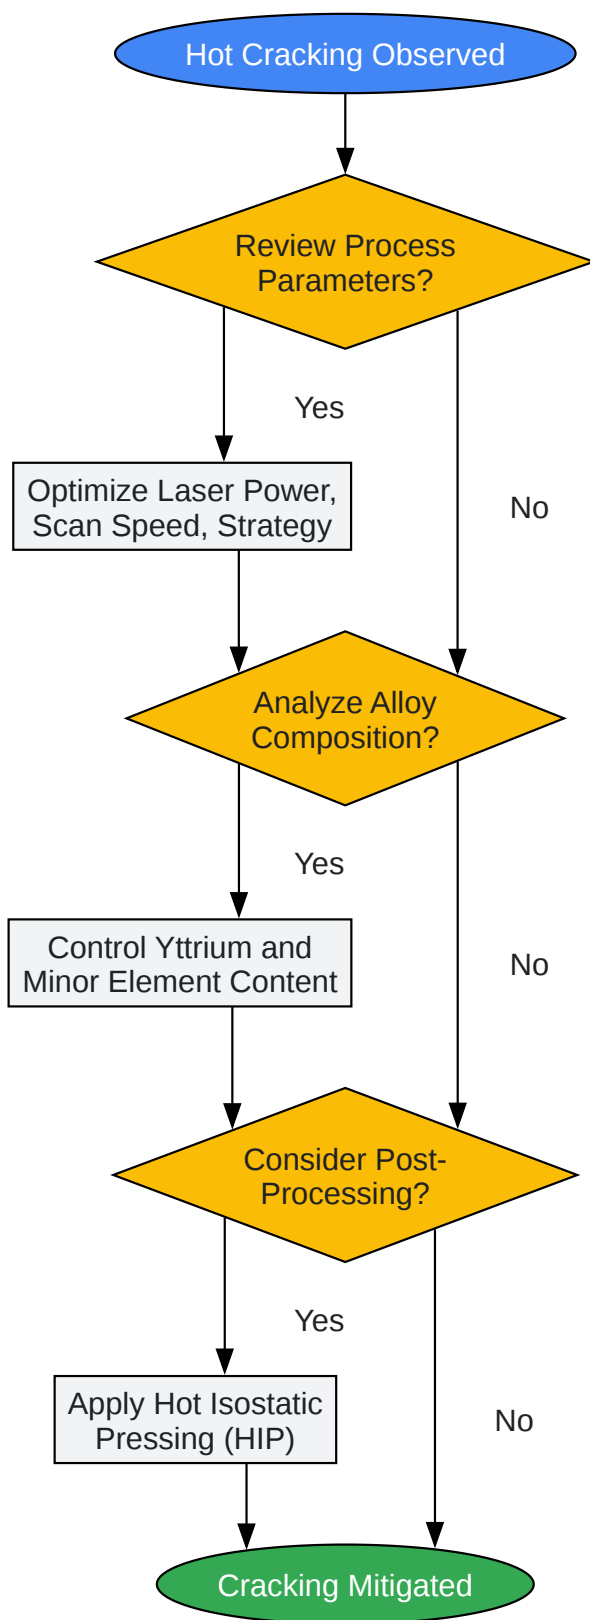 Hot Cracking Observed
Review Process
Parameters?
Yes
Optimize Laser Power,
Scan Speed, Strategy
No
Analyze Alloy
Composition?
Yes
Control Yttrium and
Minor Element Content
No
Consider Post-
Processing?
Yes
Apply Hot Isostatic
Pressing (HIP)
No
Cracking Mitigated